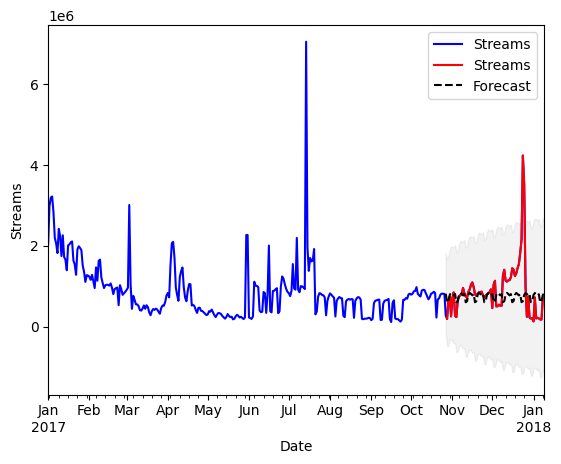 1e6
Streams
Streams
Forecast
6
4
2
0
Streams
Jan Feb Mar Apr May Jun Jul Aug Sep Oct Nov Dec Jan
2017 2018
Date